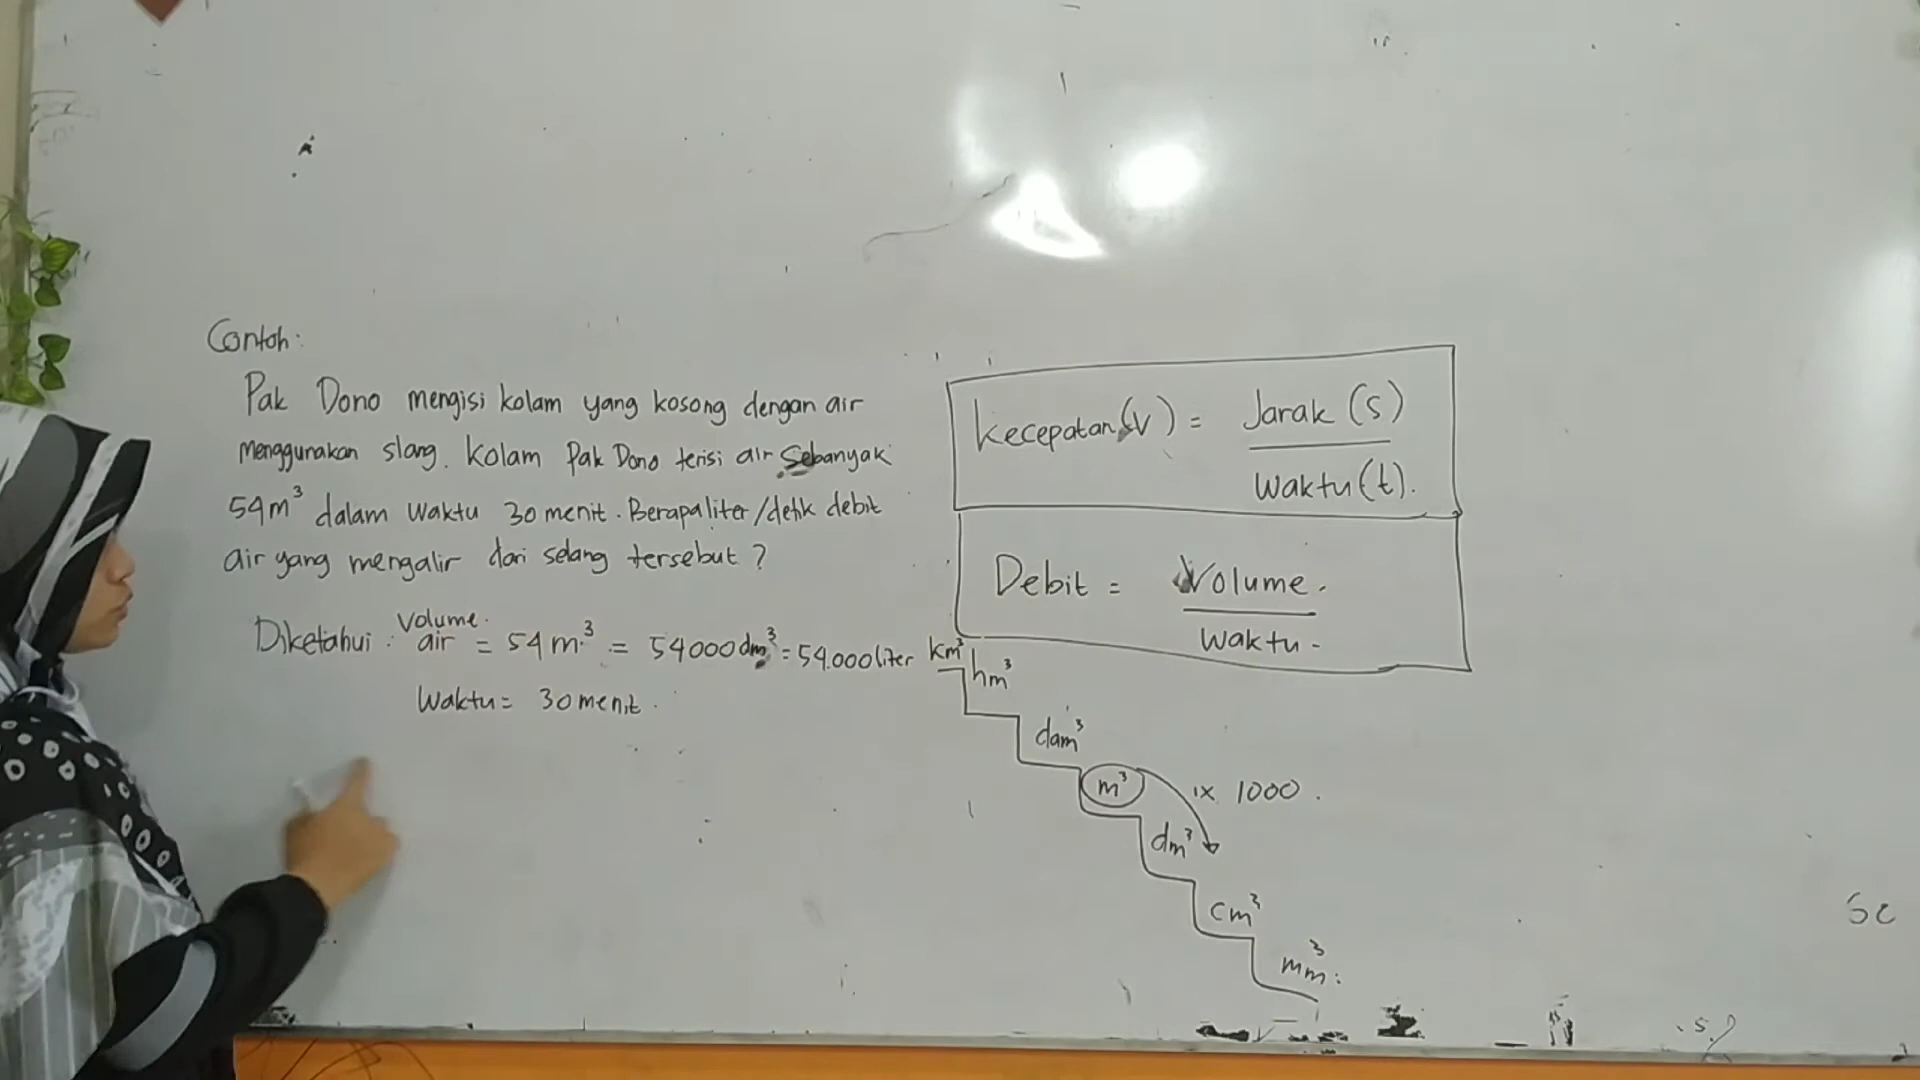 Contoh:
Pak Dono mengisi kolam yang kosong dengan air
menggunakan slang. Kolam Pak Dono terisi air Sebanyak
54m³ dalam waktu 30 menit. Berapa liter/detik debit
air yang mengalir dari selang tersebut?
Diketahui: Volume air = 54 m³ = 54000 dm³ = 54.000 liter
Waktu = 30 menit.
Kecepatan (v) = Jarak (s)
Waktu (t).
Debit = Volume.
Waktu.
km³
hm³
dam³
m³
x 1000.
dm³
cm³
mm³